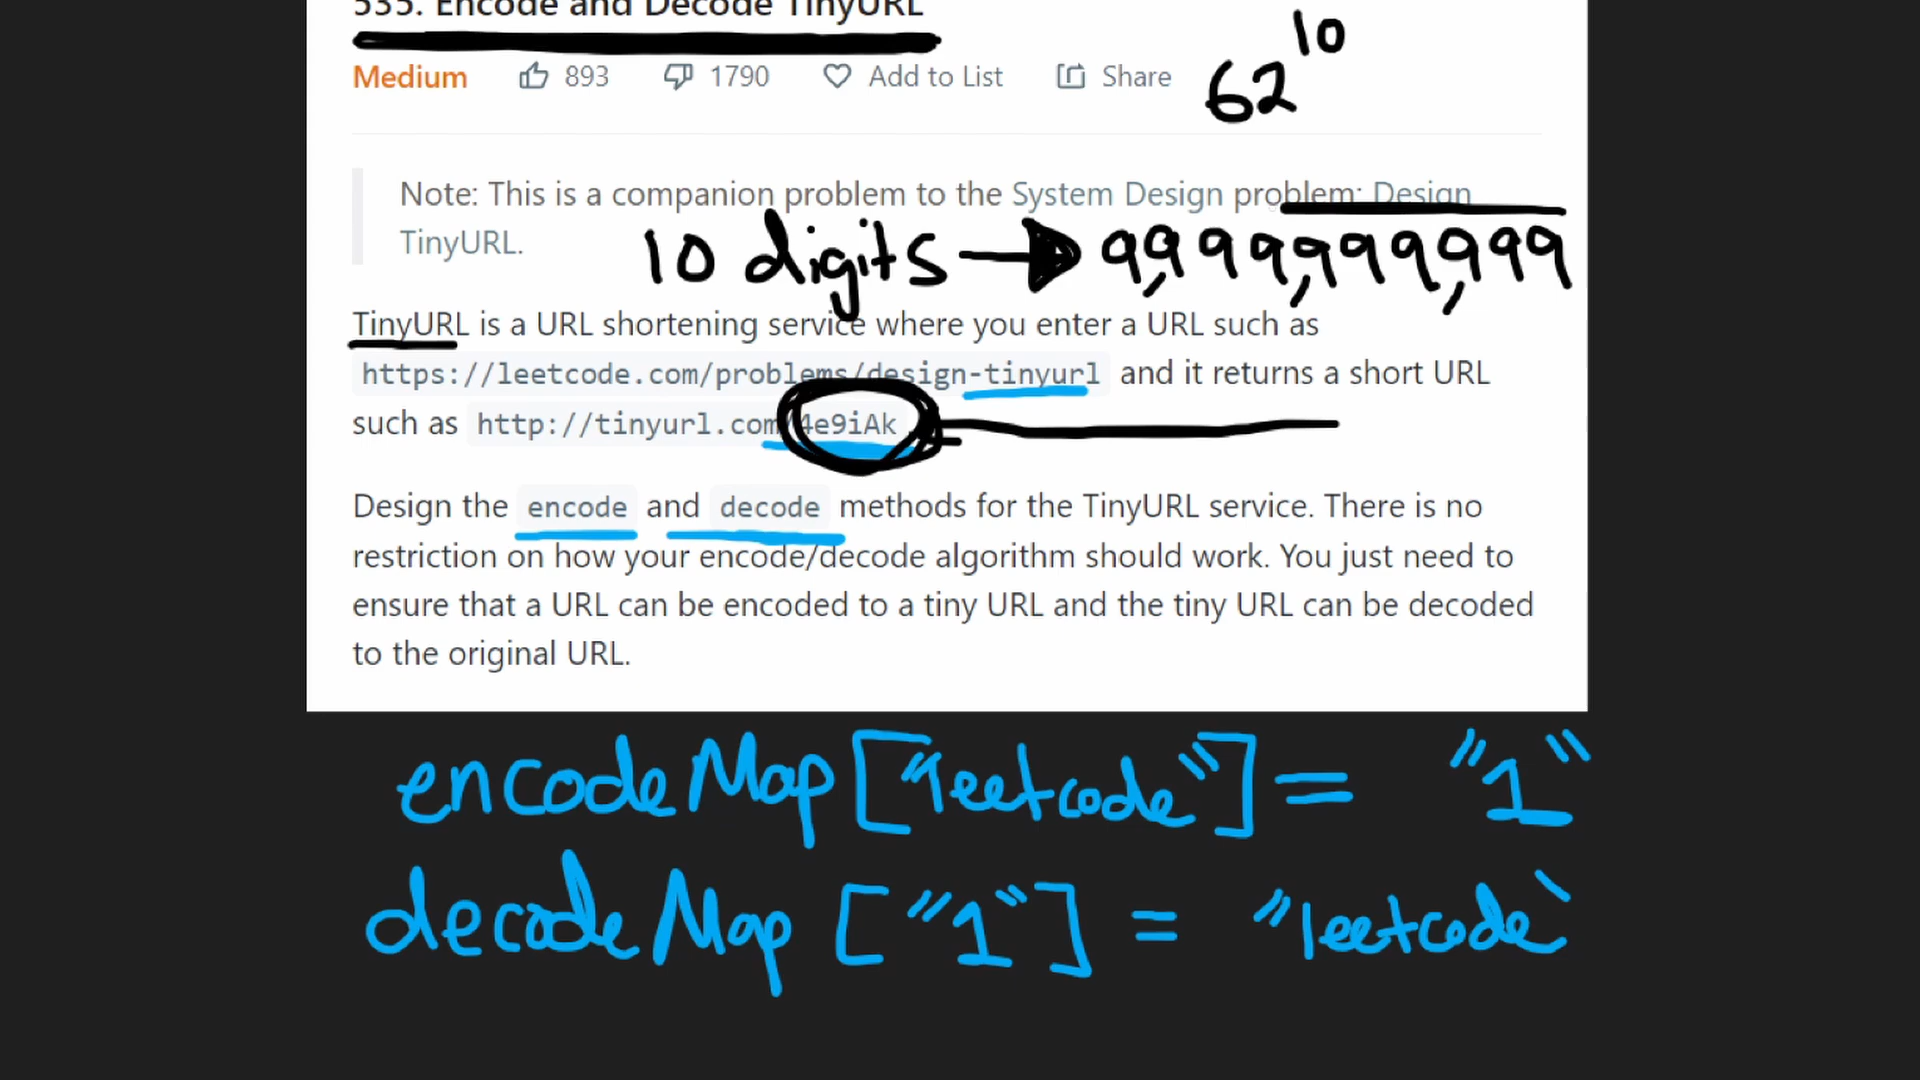 535. Encode and Decode TinyURL
10
62
Medium 893 1790 Add to List Share
Note: This is a companion problem to the System Design problem: Design
TinyURL.
10 digits → 9,999,999,999
TinyURL is a URL shortening service where you enter a URL such as
https://leetcode.com/problems/design-tinyurl and it returns a short URL
such as http://tinyurl.com/4e9iAk.
Design the encode and decode methods for the TinyURL service. There is no
restriction on how your encode/decode algorithm should work. You just need to
ensure that a URL can be encoded to a tiny URL and the tiny URL can be decoded
to the original URL.
encodeMap["leetcode"] = "1"
decodeMap ["1"] = "leetcode`